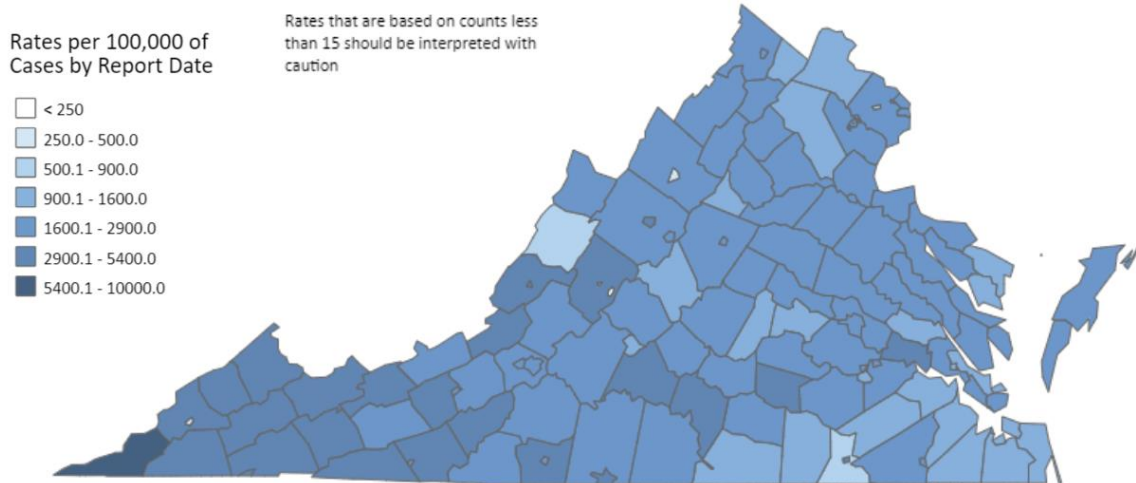 Rates per 100,000 of
Cases by Report Date
Rates that are based on counts less
than 15 should be interpreted with
caution
< 250
250.0 - 500.0
500.1 - 900.0
900.1 - 1600.0
1600.1 - 2900.0
2900.1 - 5400.0
5400.1 - 10000.0